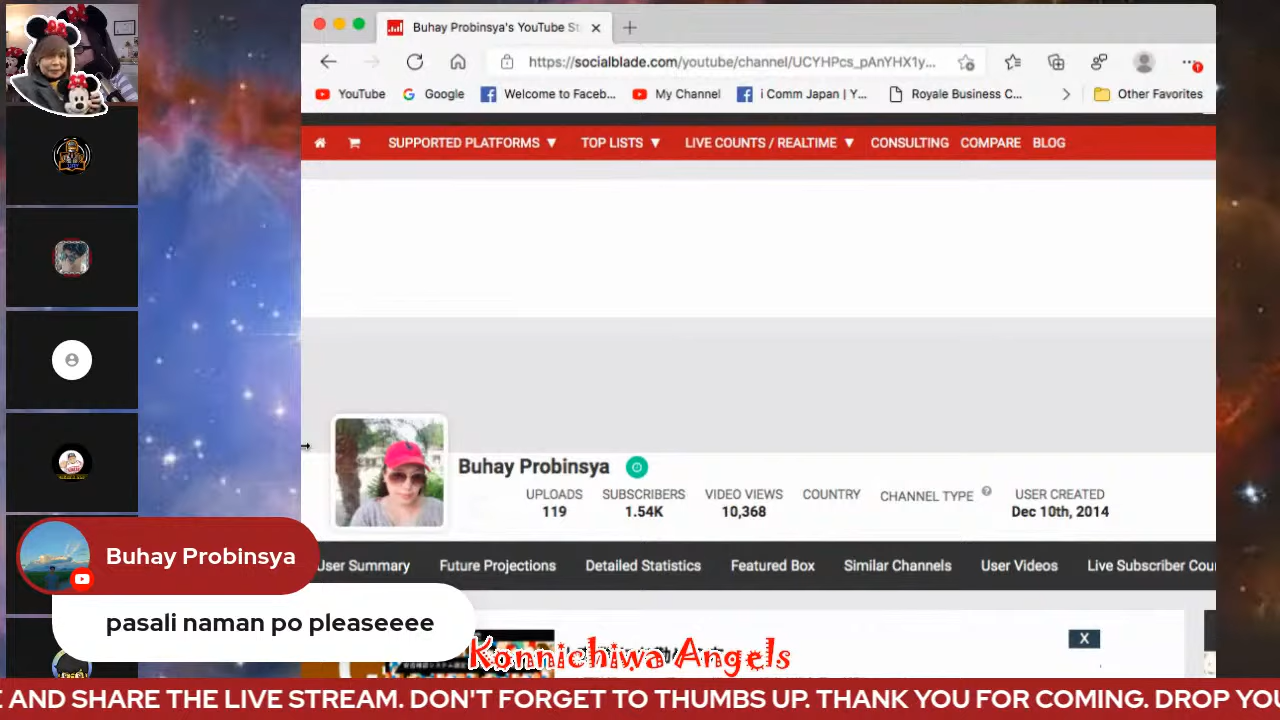 Buhay Probinsya's YouTube St
https://socialblade.com/youtube/channel/UCYHPcs_pAnYHX1y...
YouTube
Google
Welcome to Faceb...
My Channel
i Comm Japan | Y...
Royale Business C...
Other Favorites
SUPPORTED PLATFORMS ▼
TOP LISTS ▼
LIVE COUNTS / REALTIME ▼
CONSULTING
COMPARE
BLOG
Buhay Probinsya
UPLOADS
119
SUBSCRIBERS
1.54K
VIDEO VIEWS
10,368
COUNTRY
CHANNEL TYPE
USER CREATED
Dec 10th, 2014
User Summary
Future Projections
Detailed Statistics
Featured Box
Similar Channels
User Videos
Live Subscriber Cou
Buhay Probinsya
pasali naman po pleaseeee
X
Konnichiwa Angels
E AND SHARE THE LIVE STREAM. DON'T FORGET TO THUMBS UP. THANK YOU FOR COMING. DROP YOU